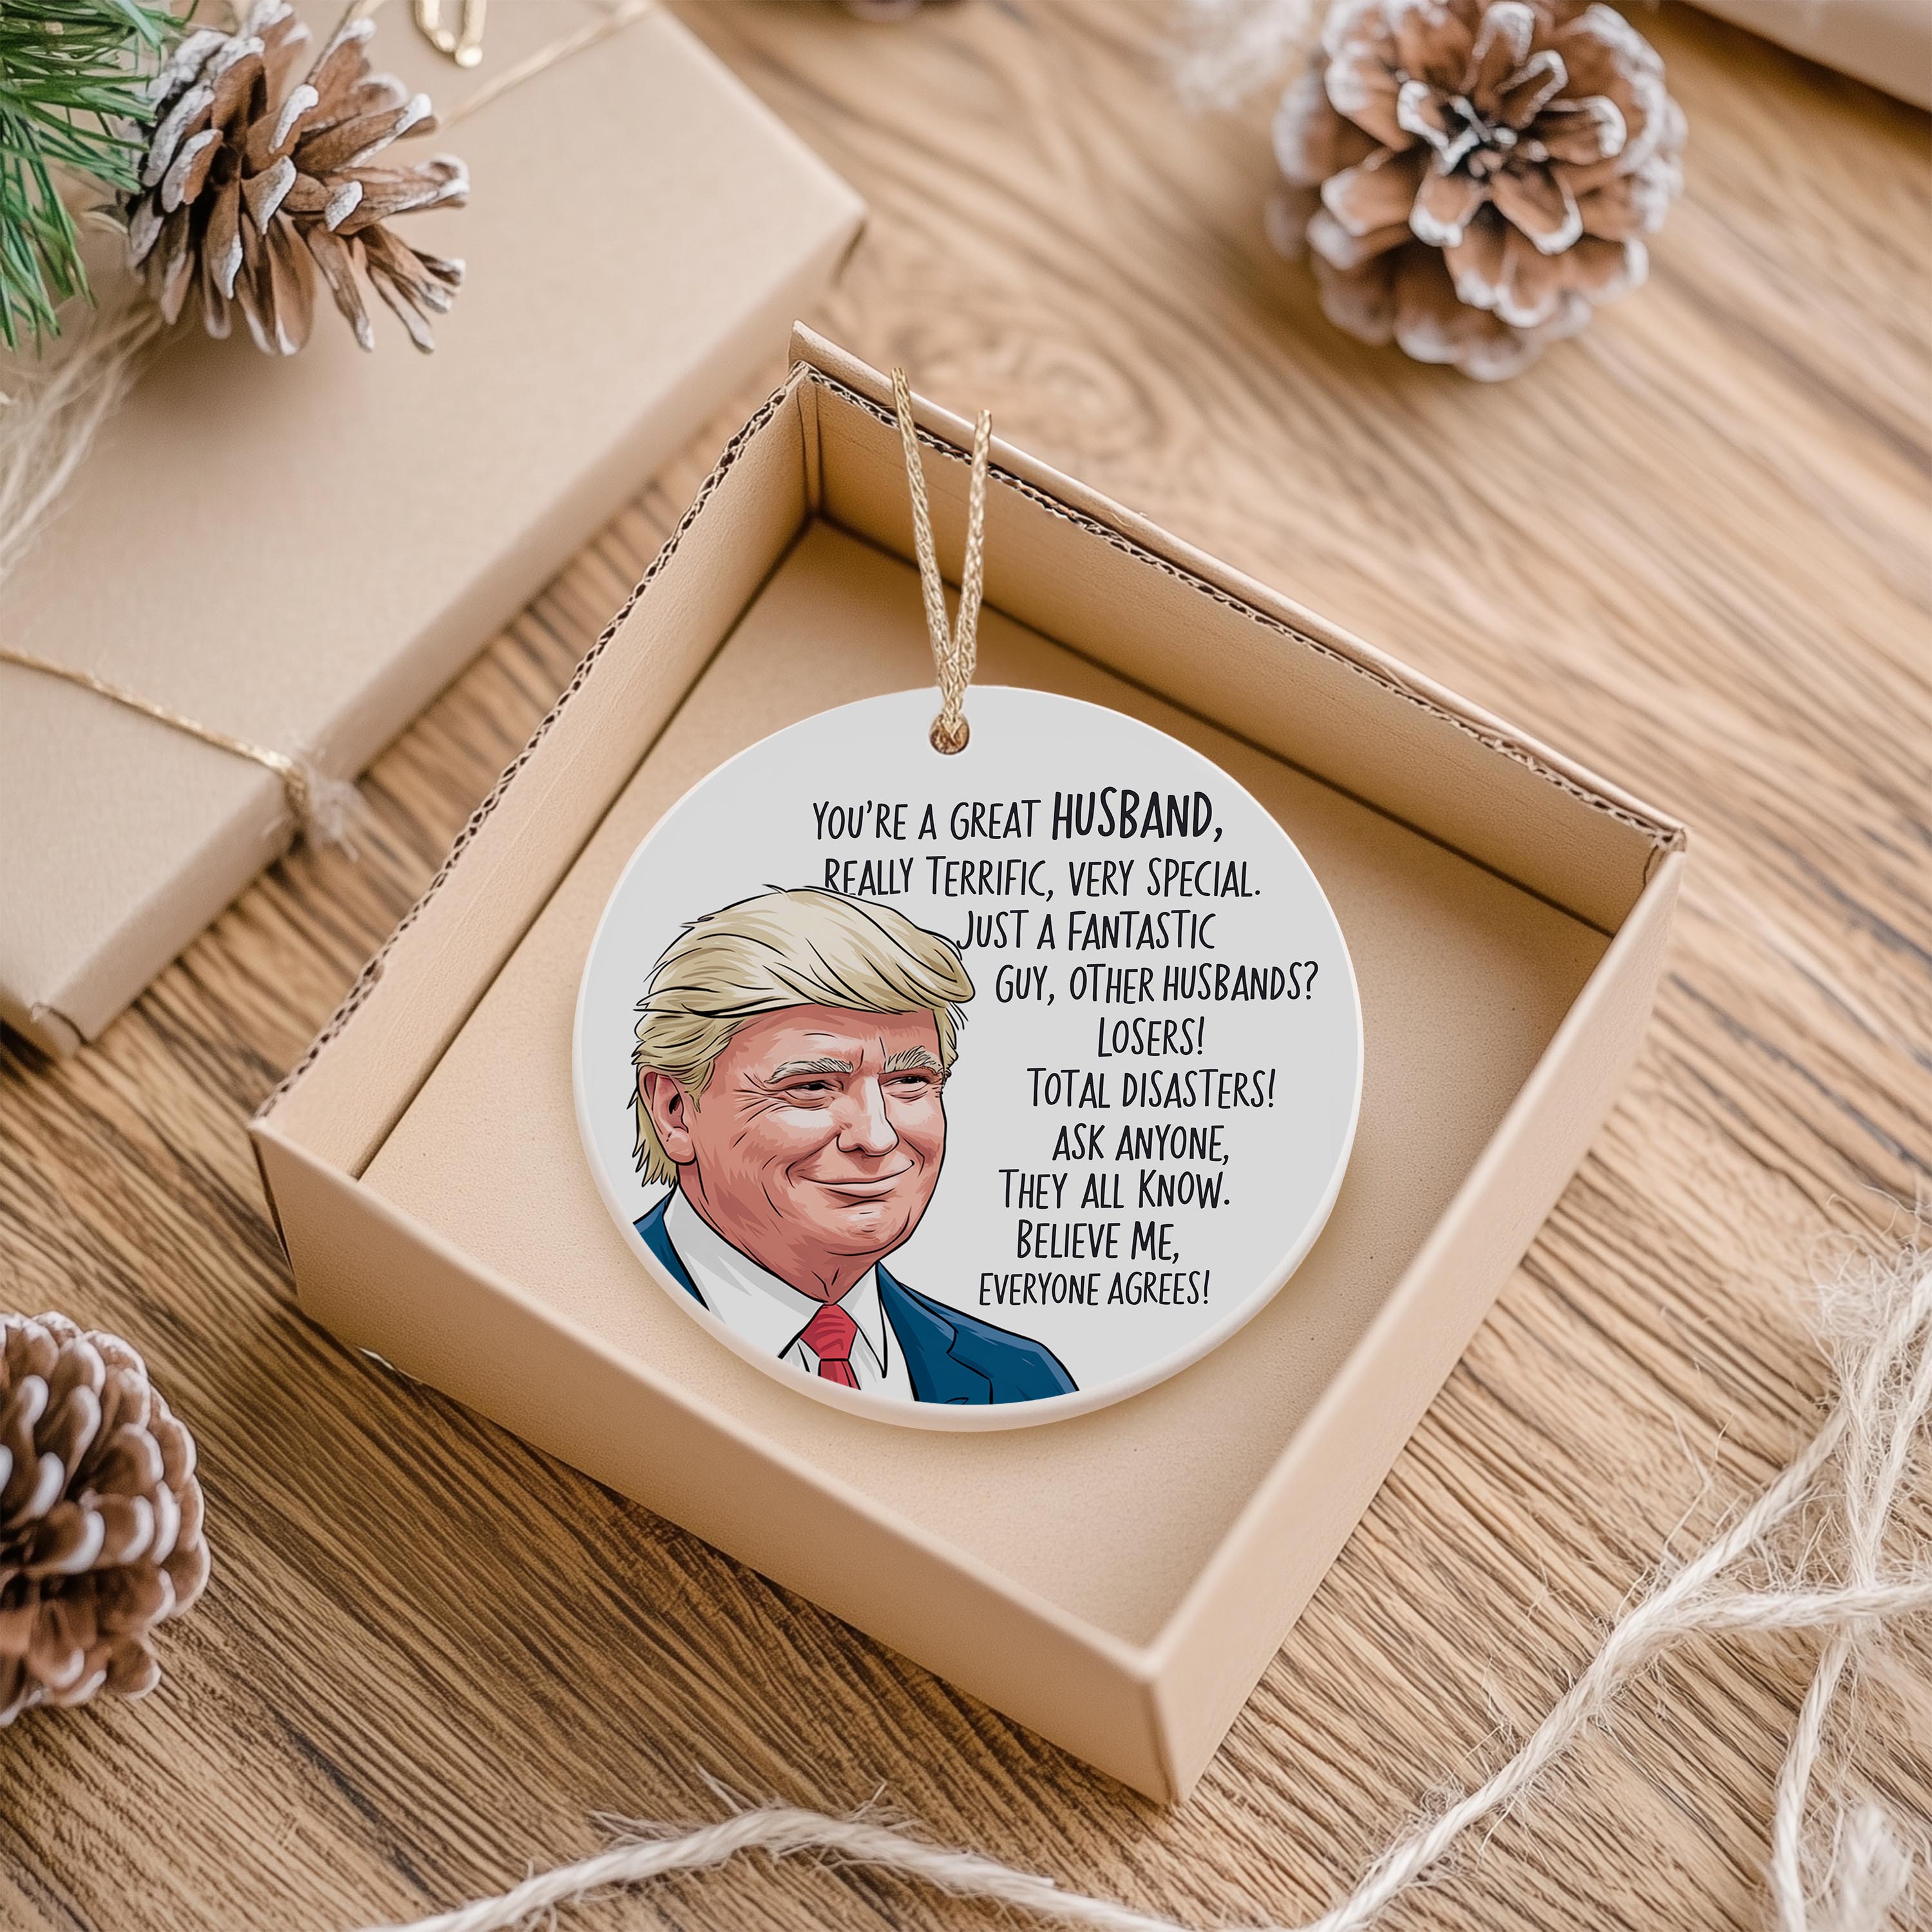 YOU'RE A GREAT HUSBAND,
REALLY TERRIFIC, VERY SPECIAL.
JUST A FANTASTIC
GUY, OTHER HUSBANDS?
LOSERS!
TOTAL DISASTERS!
ASK ANYONE,
THEY ALL KNOW.
BELIEVE ME,
EVERYONE AGREES!